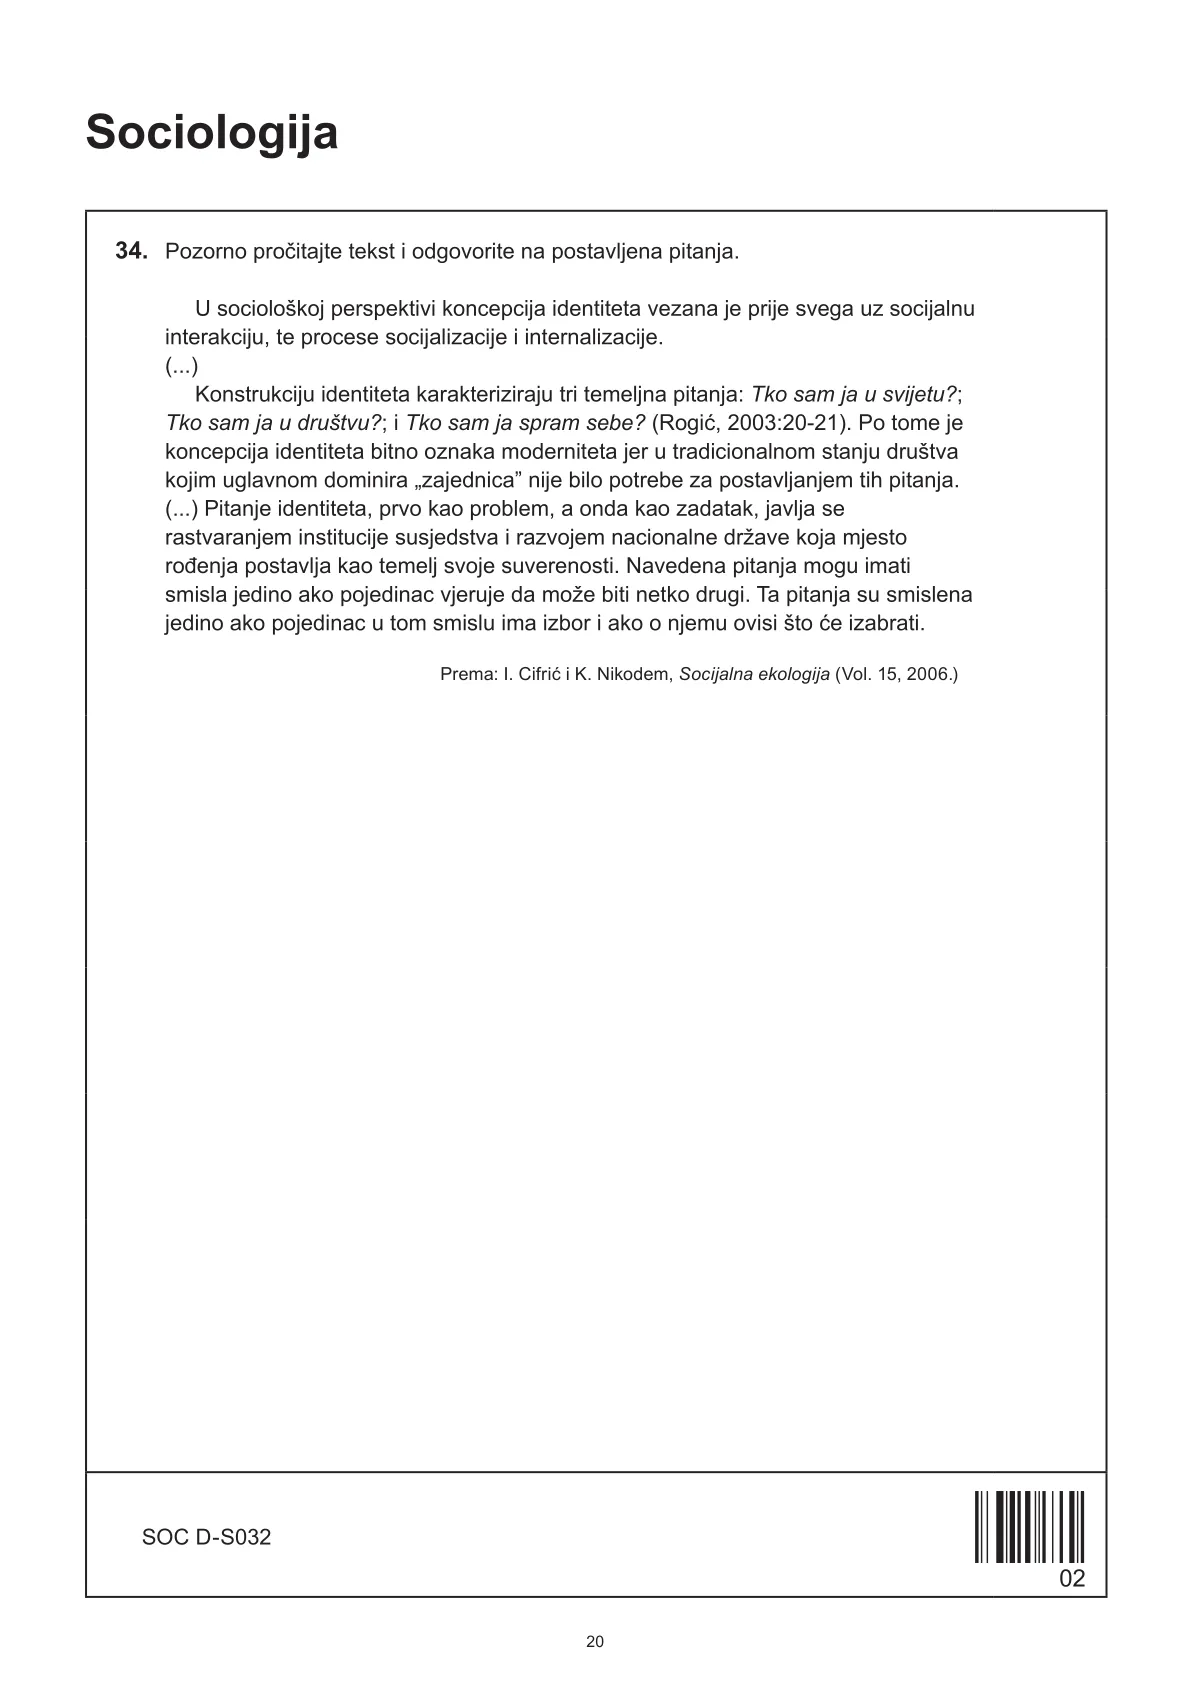 Sociologija
34. Pozorno pročitajte tekst i odgovorite na postavljena pitanja.
U sociološkoj perspektivi koncepcija identiteta vezana je prije svega uz socijalnu
interakciju, te procese socijalizacije i internalizacije.
(...)
Konstrukciju identiteta karakteriziraju tri temeljna pitanja: Tko sam ja u svijetu?;
Tko sam ja u društvu?; i Tko sam ja spram sebe? (Rogić, 2003:20-21). Po tome je
koncepcija identiteta bitno oznaka moderniteta jer u tradicionalnom stanju društva
kojim uglavnom dominira „zajednica” nije bilo potrebe za postavljanjem tih pitanja.
(...) Pitanje identiteta, prvo kao problem, a onda kao zadatak, javlja se
rastvaranjem institucije susjedstva i razvojem nacionalne države koja mjesto
rođenja postavlja kao temelj svoje suverenosti. Navedena pitanja mogu imati
smisla jedino ako pojedinac vjeruje da može biti netko drugi. Ta pitanja su smislena
jedino ako pojedinac u tom smislu ima izbor i ako o njemu ovisi što će izabrati.
Prema: I. Cifrić i K. Nikodem, Socijalna ekologija (Vol. 15, 2006.)
SOC D-S032
02
20